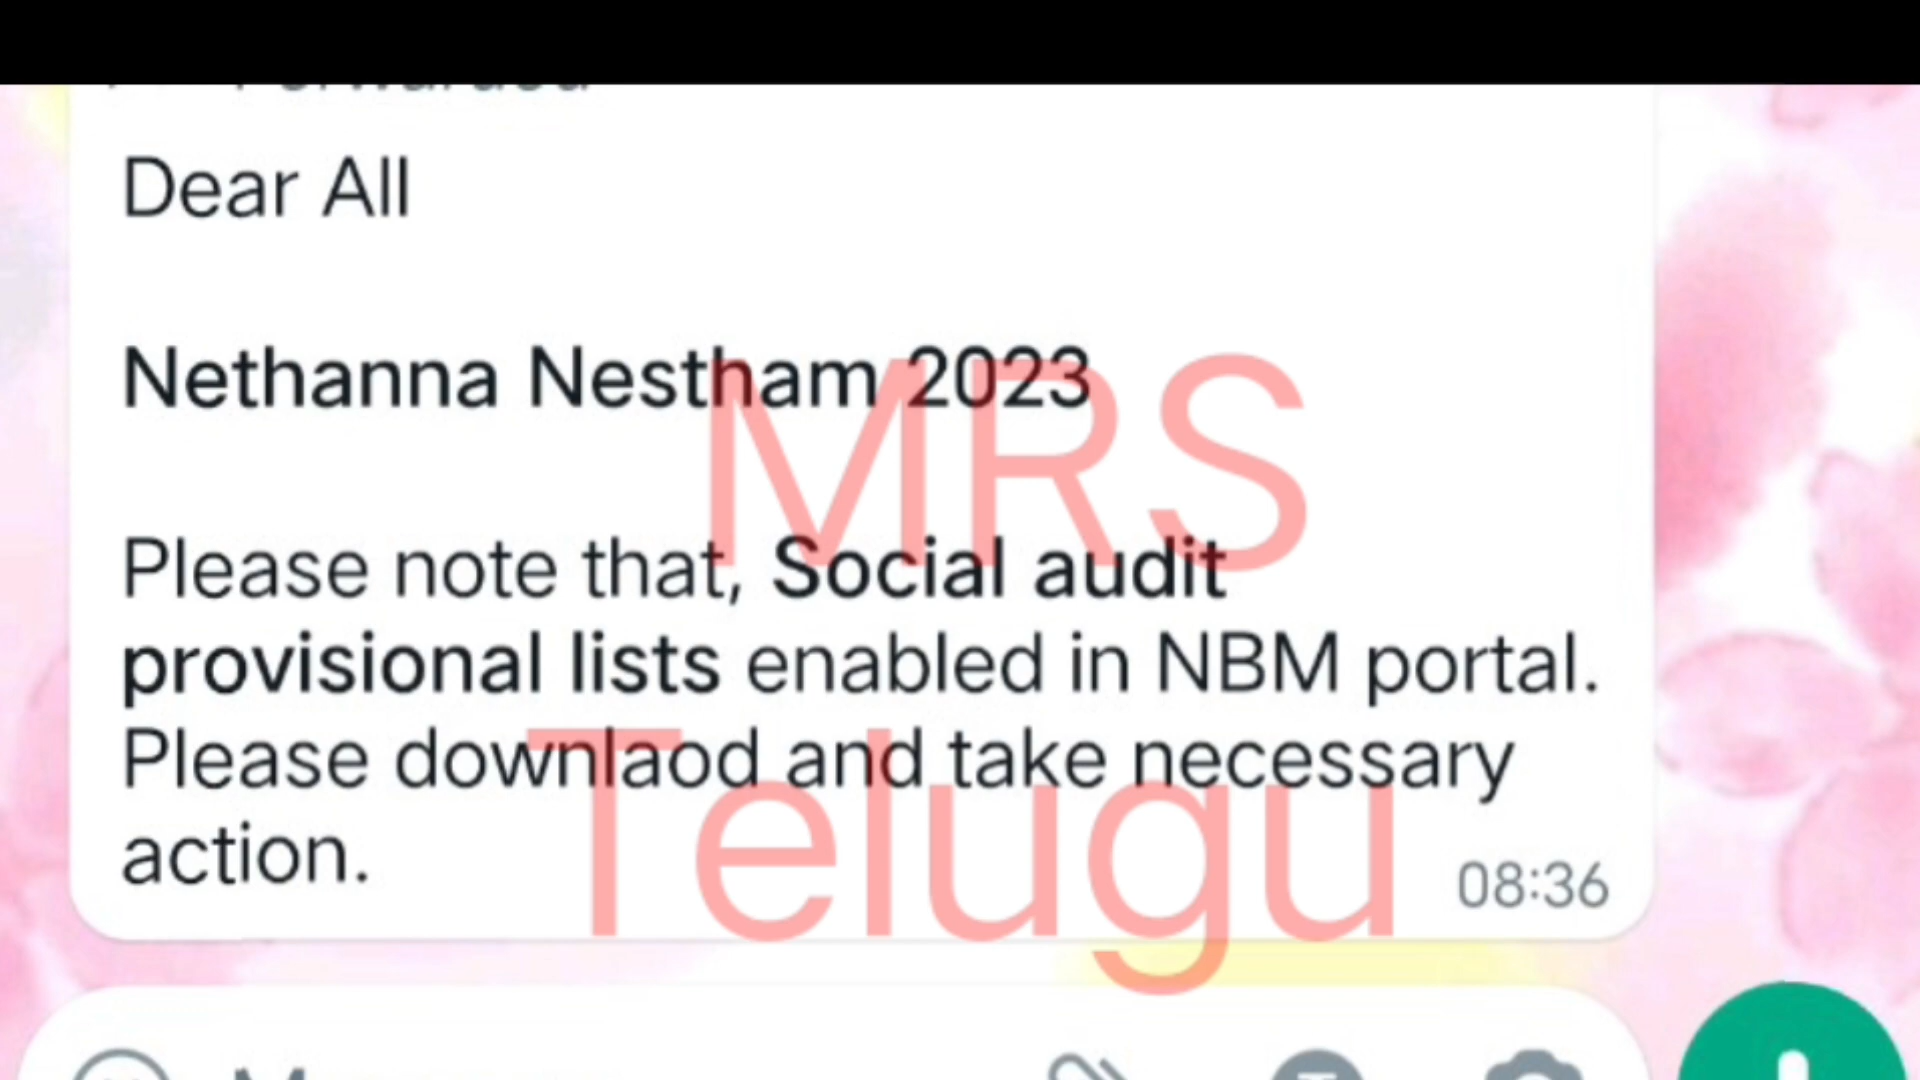 Forwarded
Dear All
Nethanna Nestham 2023
Please note that, Social audit
provisional lists enabled in NBM portal.
Please downlaod and take necessary
action.
08:36
MRS
Telugu